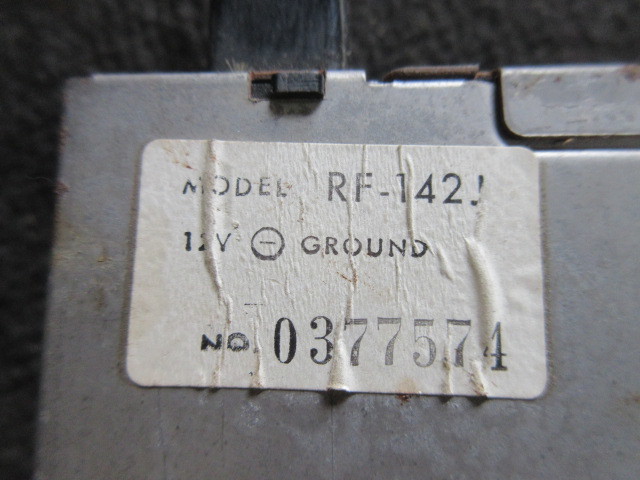 MODEL RF-142J
12V ⊖ GROUND
NO. 0377574